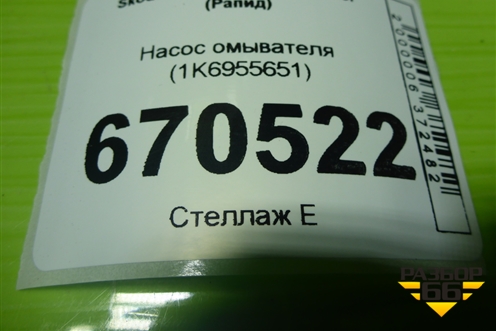 (Рапид)
Насос омывателя
(1K6955651)
670522
Стеллаж Е
2000006372482
РАЗБОР
66